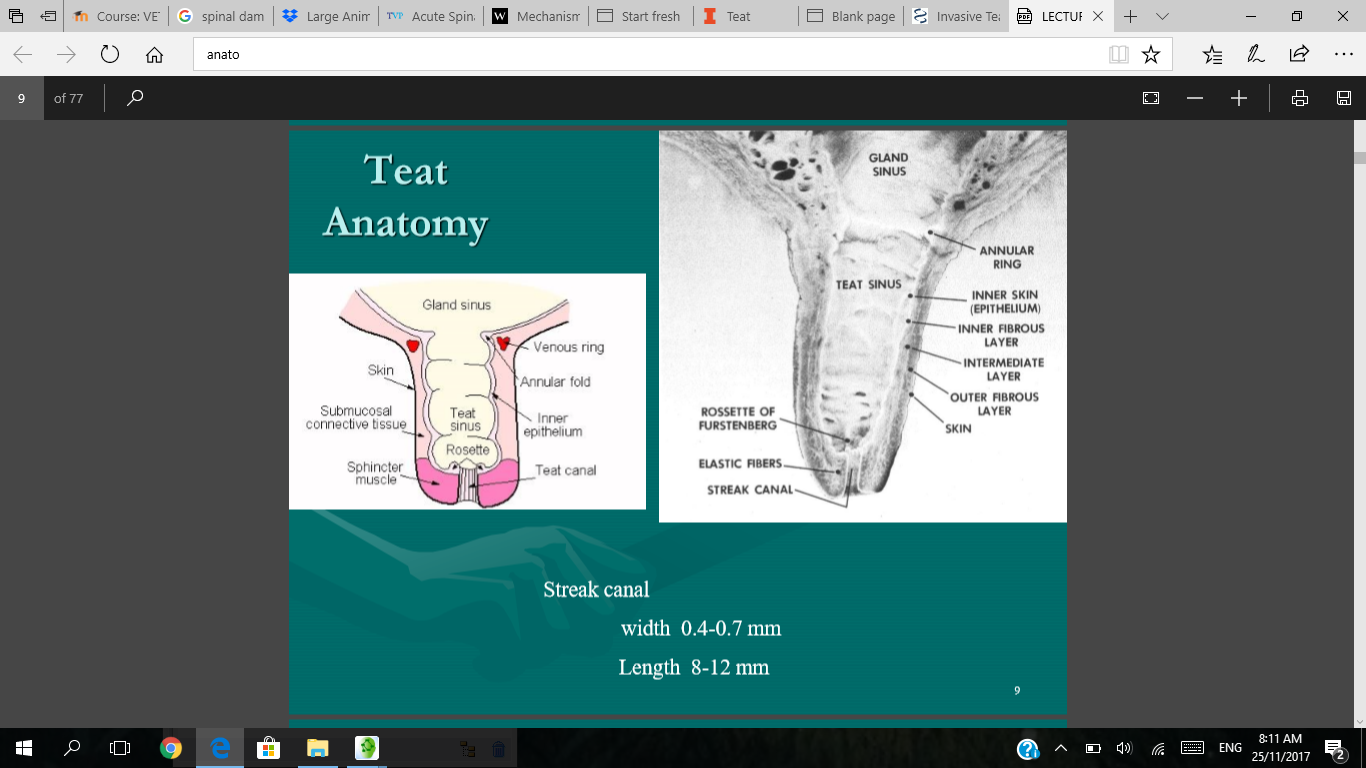 Course: VE
spinal dam
Large Anim
TVP
Acute Spin
W
Mechanism
Start fresh
Teat
Blank page
Invasive Tea
PDF
LECTUR
anato
9
of 77
Teat
Anatomy
Gland sinus
Venous ring
Skin
Annular fold
Submucosal
connective tissue
Teat
sinus
Inner
epithelium
Rosette
Sphincter
muscle
Teat canal
GLAND
SINUS
ANNULAR
RING
TEAT SINUS
INNER SKIN
(EPITHELIUM)
INNER FIBROUS
LAYER
INTERMEDIATE
LAYER
OUTER FIBROUS
LAYER
SKIN
ROSSETTE OF
FURSTENBERG
ELASTIC FIBERS
STREAK CANAL
Streak canal
width 0.4-0.7 mm
Length 8-12 mm
9
ENG
8:11 AM
25/11/2017
2